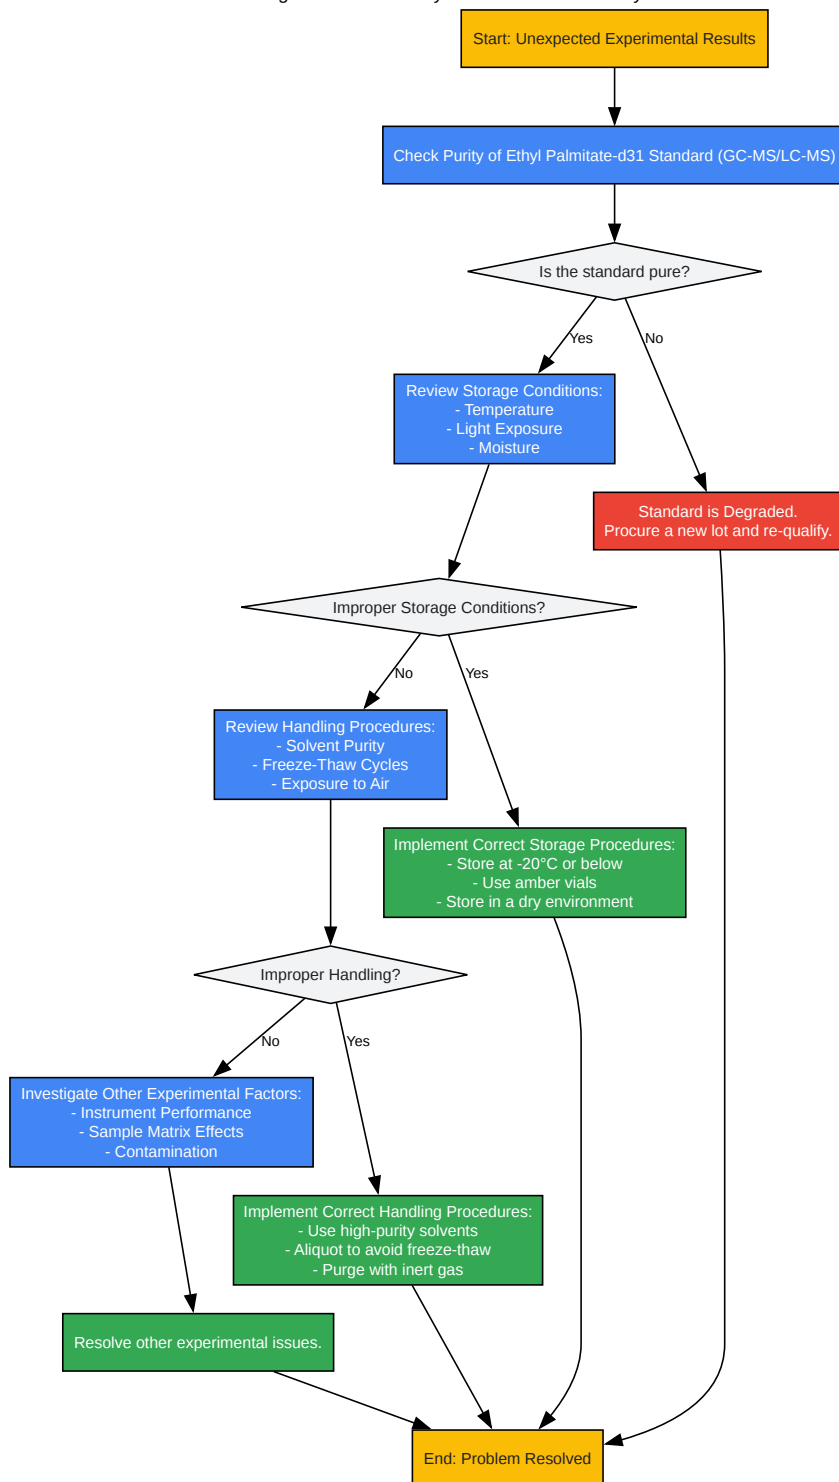 Start: Unexpected Experimental Results
Check Purity of Ethyl Palmitate-d31 Standard (GC-MS/LC-MS)
Is the standard pure?
Yes
No
Review Storage Conditions:
- Temperature
- Light Exposure
- Moisture
Standard is Degraded.
Procure a new lot and re-qualify.
Improper Storage Conditions?
No
Yes
Review Handling Procedures:
- Solvent Purity
- Freeze-Thaw Cycles
- Exposure to Air
Implement Correct Storage Procedures:
- Store at -20°C or below
- Use amber vials
- Store in a dry environment
Improper Handling?
No
Yes
Investigate Other Experimental Factors:
- Instrument Performance
- Sample Matrix Effects
- Contamination
Implement Correct Handling Procedures:
- Use high-purity solvents
- Aliquot to avoid freeze-thaw
- Purge with inert gas
Resolve other experimental issues.
End: Problem Resolved